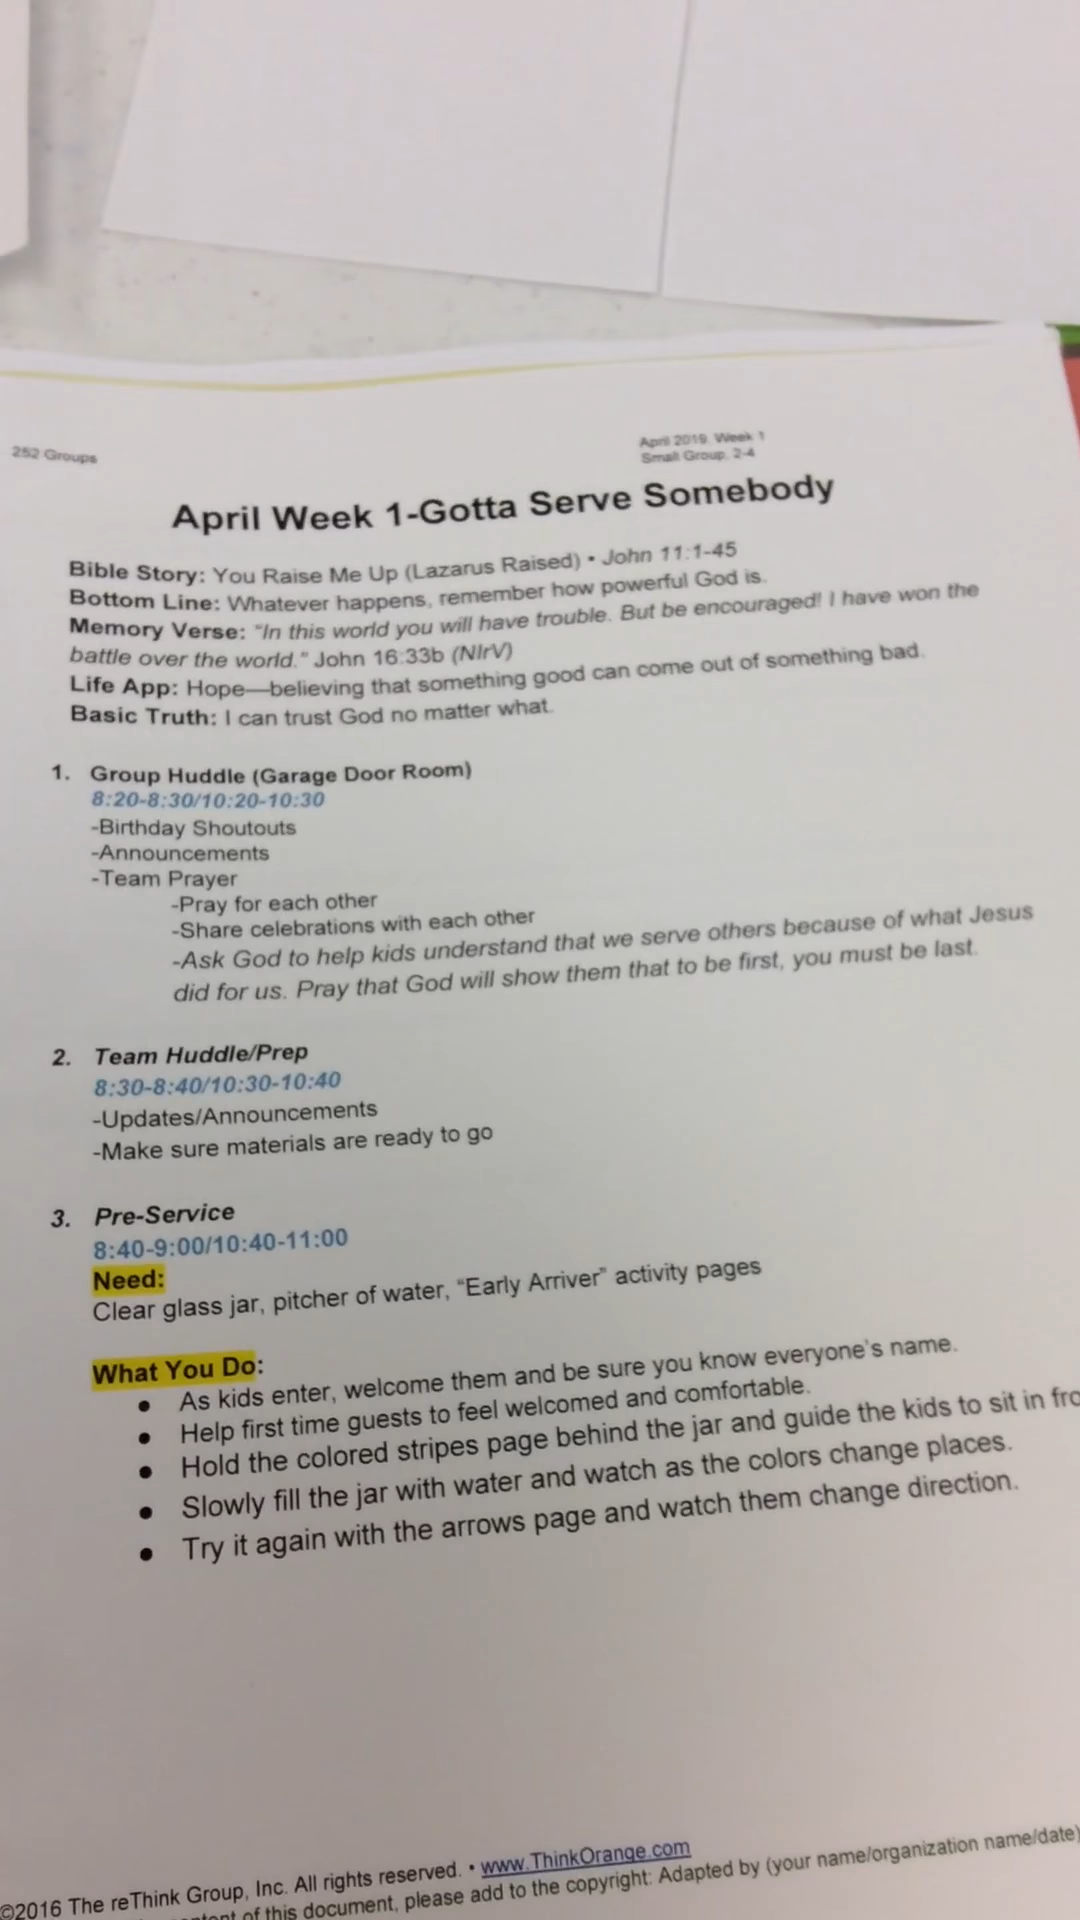 252 Groups
April 2019, Week 1
Small Group, 2-4
April Week 1-Gotta Serve Somebody
Bible Story: You Raise Me Up (Lazarus Raised) • John 11:1-45
Bottom Line: Whatever happens, remember how powerful God is.
Memory Verse: “In this world you will have trouble. But be encouraged! I have won the
battle over the world.” John 16:33b (NIrV)
Life App: Hope—believing that something good can come out of something bad.
Basic Truth: I can trust God no matter what.
1. Group Huddle (Garage Door Room)
8:20-8:30/10:20-10:30
-Birthday Shoutouts
-Announcements
-Team Prayer
-Pray for each other
-Share celebrations with each other
-Ask God to help kids understand that we serve others because of what Jesus
did for us. Pray that God will show them that to be first, you must be last.
2. Team Huddle/Prep
8:30-8:40/10:30-10:40
-Updates/Announcements
-Make sure materials are ready to go
3. Pre-Service
8:40-9:00/10:40-11:00
Need:
Clear glass jar, pitcher of water, “Early Arriver” activity pages
What You Do:
● As kids enter, welcome them and be sure you know everyone's name.
● Help first time guests to feel welcomed and comfortable.
● Hold the colored stripes page behind the jar and guide the kids to sit in
● Slowly fill the jar with water and watch as the colors change places.
● Try it again with the arrows page and watch them change direction.
©2016 The reThink Group, Inc. All rights reserved. • www.ThinkOrange.com
of this document, please add to the copyright: Adapted by (your name/organization name/date)